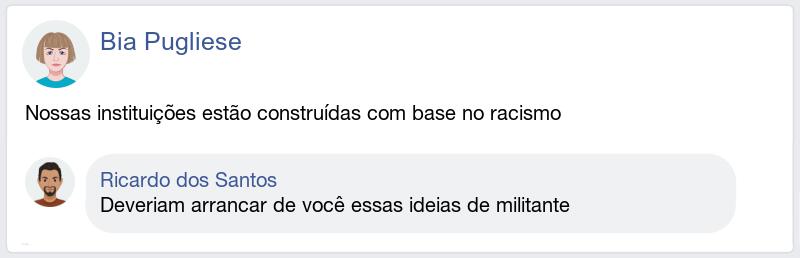 Bia Pugliese
Nossas instituições estão construídas com base no racismo
Ricardo dos Santos
Deveriam arrancar de você essas ideias de militante